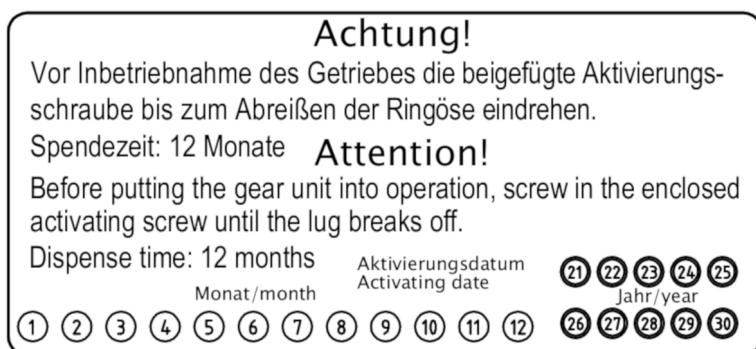 Achtung!
Vor Inbetriebnahme des Getriebes die beigefügte Aktivierungs-
schraube bis zum Abreißen der Ringöse eindrehen.
Spendezeit: 12 Monate Attention!
Before putting the gear unit into operation, screw in the enclosed
activating screw until the lug breaks off.
Dispense time: 12 months
Aktivierungsdatum
Activating date
21 22 23 24 25
Monat/month
Jahr/year
1 2 3 4 5 6 7 8 9 10 11 12
26 27 28 29 30